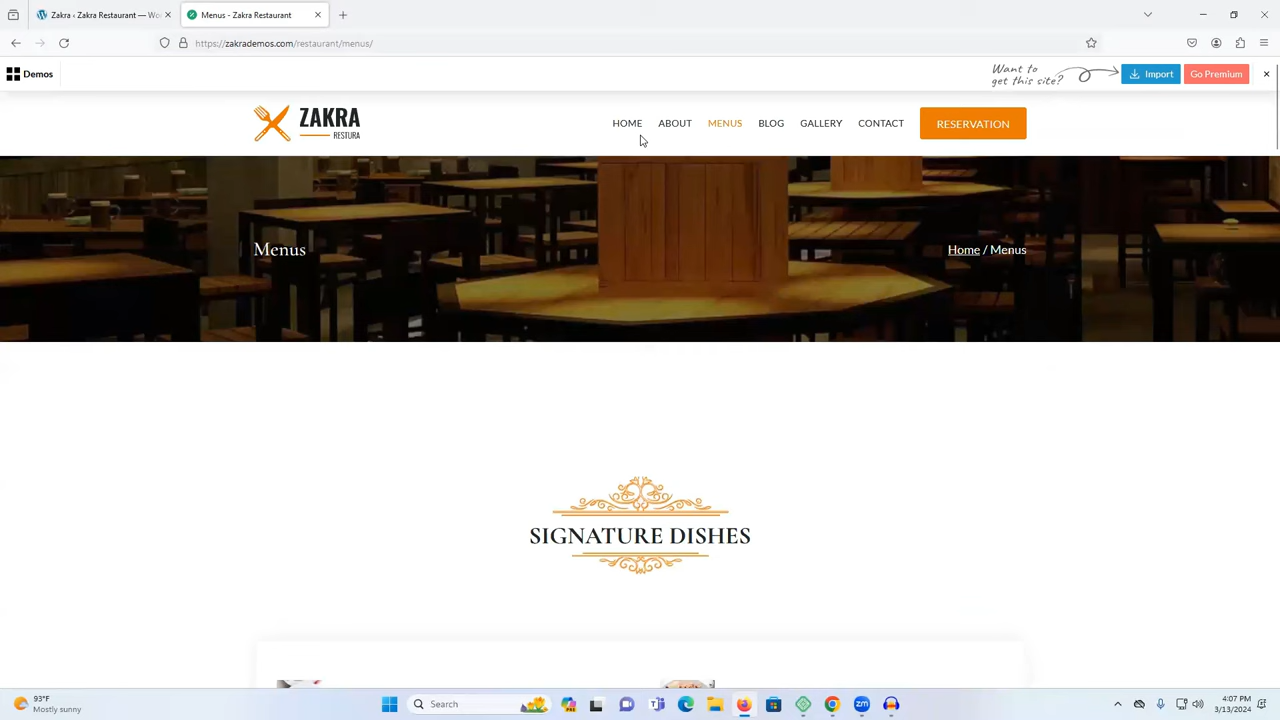 Zakra ‹ Zakra Restaurant — Wo
Menus - Zakra Restaurant
https://zakrademos.com/restaurant/menus/
Demos
Want to
get this site?
Import
Go Premium
ZAKRA
RESTURA
HOME
ABOUT
MENUS
BLOG
GALLERY
CONTACT
RESERVATION
Menus
Home / Menus
SIGNATURE DISHES
93°F
Mostly sunny
Search
4:07 PM
3/13/2024